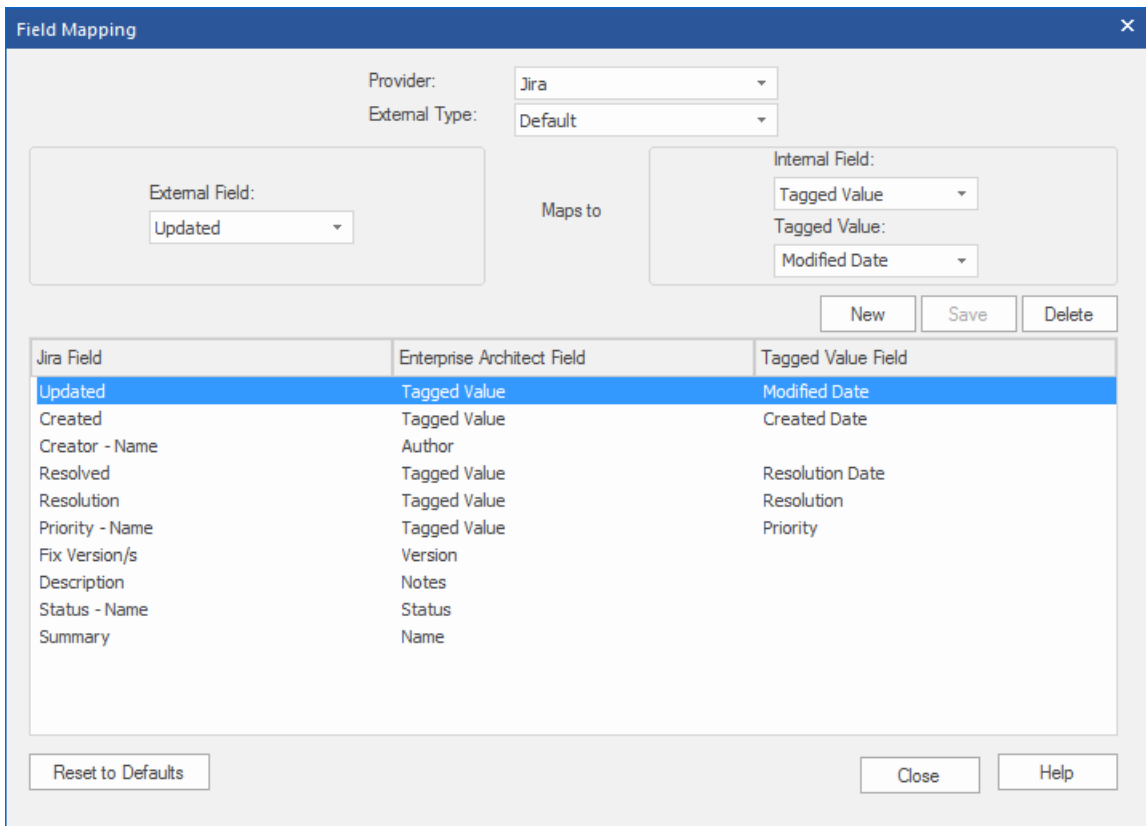 Field Mapping
Provider: Jira
External Type: Default
External Field:
Updated
Maps to
Internal Field:
Tagged Value
Tagged Value:
Modified Date
New Save Delete
Jira Field Enterprise Architect Field Tagged Value Field
Updated Tagged Value Modified Date
Created Tagged Value Created Date
Creator - Name Author
Resolved Tagged Value Resolution Date
Resolution Tagged Value Resolution
Priority - Name Tagged Value Priority
Fix Version/s Version
Description Notes
Status - Name Status
Summary Name
Reset to Defaults Close Help